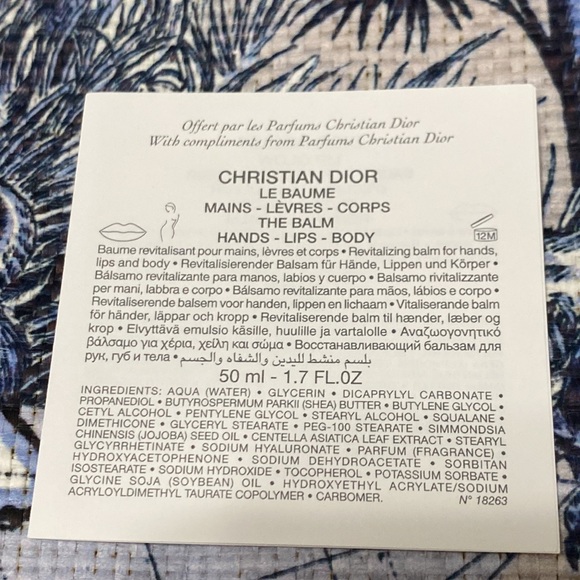 Offert par les Parfums Christian Dior
With compliments from Parfums Christian Dior
CHRISTIAN DIOR
LE BAUME
MAINS - LÈVRES - CORPS
THE BALM
HANDS - LIPS - BODY
12M
Baume revitalisant pour mains, lèvres et corps • Revitalizing balm for hands,
lips and body • Revitalisierender Balsam für Hände, Lippen und Körper •
Bálsamo revitalizante para manos, labios y cuerpo • Balsamo rivitalizzante
per mani, labbra e corpo • Bálsamo revitalizante para mãos, lábios e corpo •
Revitaliserende balsem voor handen, lippen en lichaam • Vitaliserande balm
för händer, läppar och kropp • Revitaliserende balm til hænder, læber og
krop • Elvyttävä emulsio käsille, huulille ja vartalolle • Αναζωογονητικό
βάλσαμο για χέρια, χείλη και σώμα • Восстанавливающий бальзам для
рук, губ и тела • بلسم منشط لليدين والشفاه والجسم
50 ml - 1.7 FL.OZ
INGREDIENTS: AQUA (WATER) • GLYCERIN • DICAPRYLYL CARBONATE •
PROPANEDIOL • BUTYROSPERMUM PARKII (SHEA) BUTTER • BUTYLENE GLYCOL •
CETYL ALCOHOL • PENTYLENE GLYCOL • STEARYL ALCOHOL • SQUALANE •
DIMETHICONE • GLYCERYL STEARATE • PEG-100 STEARATE • SIMMONDSIA
CHINENSIS (JOJOBA) SEED OIL • CENTELLA ASIATICA LEAF EXTRACT • STEARYL
GLYCYRRHETINATE • SODIUM HYALURONATE • PARFUM (FRAGRANCE) •
HYDROXYACETOPHENONE • SODIUM DEHYDROACETATE • SORBITAN
ISOSTEARATE • SODIUM HYDROXIDE • TOCOPHEROL • POTASSIUM SORBATE •
GLYCINE SOJA (SOYBEAN) OIL • HYDROXYETHYL ACRYLATE/SODIUM
ACRYLOYLDIMETHYL TAURATE COPOLYMER • CARBOMER. N° 18263